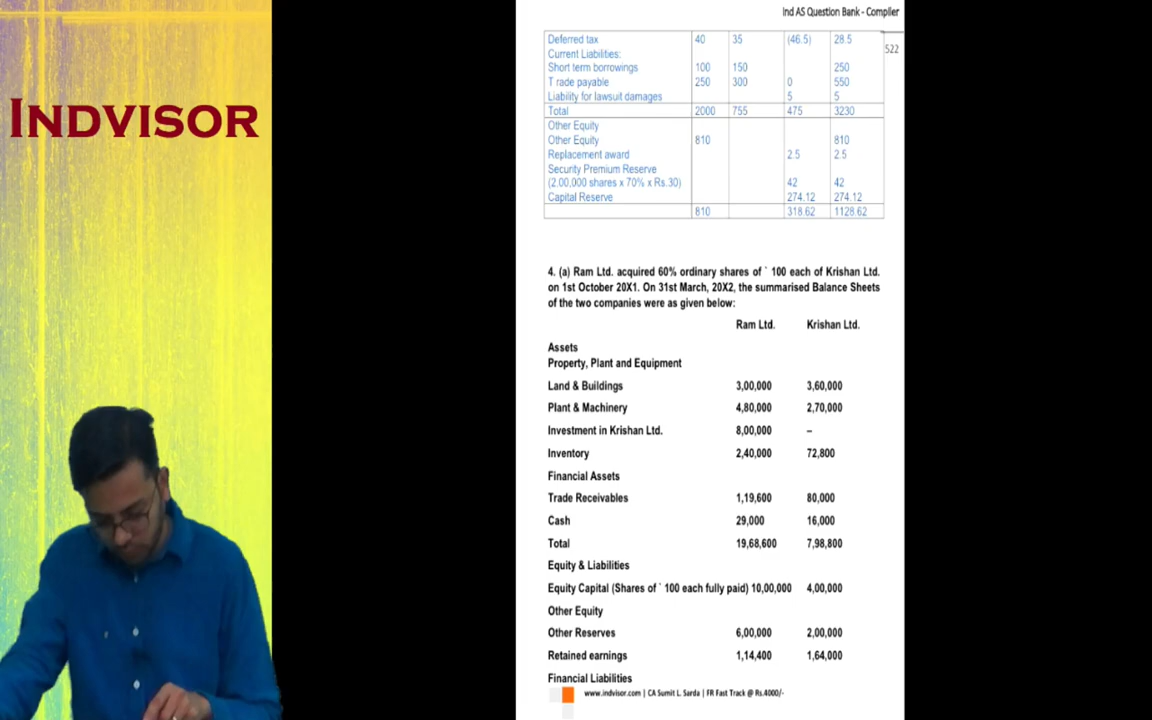 INDVISOR
Ind AS Question Bank - Complier
522
Deferred tax 40 35 (46.5) 28.5
Current Liabilities:
Short term borrowings 100 150 250
T rade payable 250 300 0 550
Liability for lawsuit damages 5 5
Total 2000 755 475 3230
Other Equity
Other Equity 810 810
Replacement award 2.5 2.5
Security Premium Reserve
(2,00,000 shares x 70% x Rs.30) 42 42
Capital Reserve 274.12 274.12
810 318.62 1128.62
4. (a) Ram Ltd. acquired 60% ordinary shares of ` 100 each of Krishan Ltd.
on 1st October 20X1. On 31st March, 20X2, the summarised Balance Sheets
of the two companies were as given below:
Ram Ltd. Krishan Ltd.
Assets
Property, Plant and Equipment
Land & Buildings 3,00,000 3,60,000
Plant & Machinery 4,80,000 2,70,000
Investment in Krishan Ltd. 8,00,000 –
Inventory 2,40,000 72,800
Financial Assets
Trade Receivables 1,19,600 80,000
Cash 29,000 16,000
Total 19,68,600 7,98,800
Equity & Liabilities
Equity Capital (Shares of ` 100 each fully paid) 10,00,000 4,00,000
Other Equity
Other Reserves 6,00,000 2,00,000
Retained earnings 1,14,400 1,64,000
Financial Liabilities
www.indvisor.com | CA Sumit L. Sarda | FR Fast Track @ Rs.4000/-